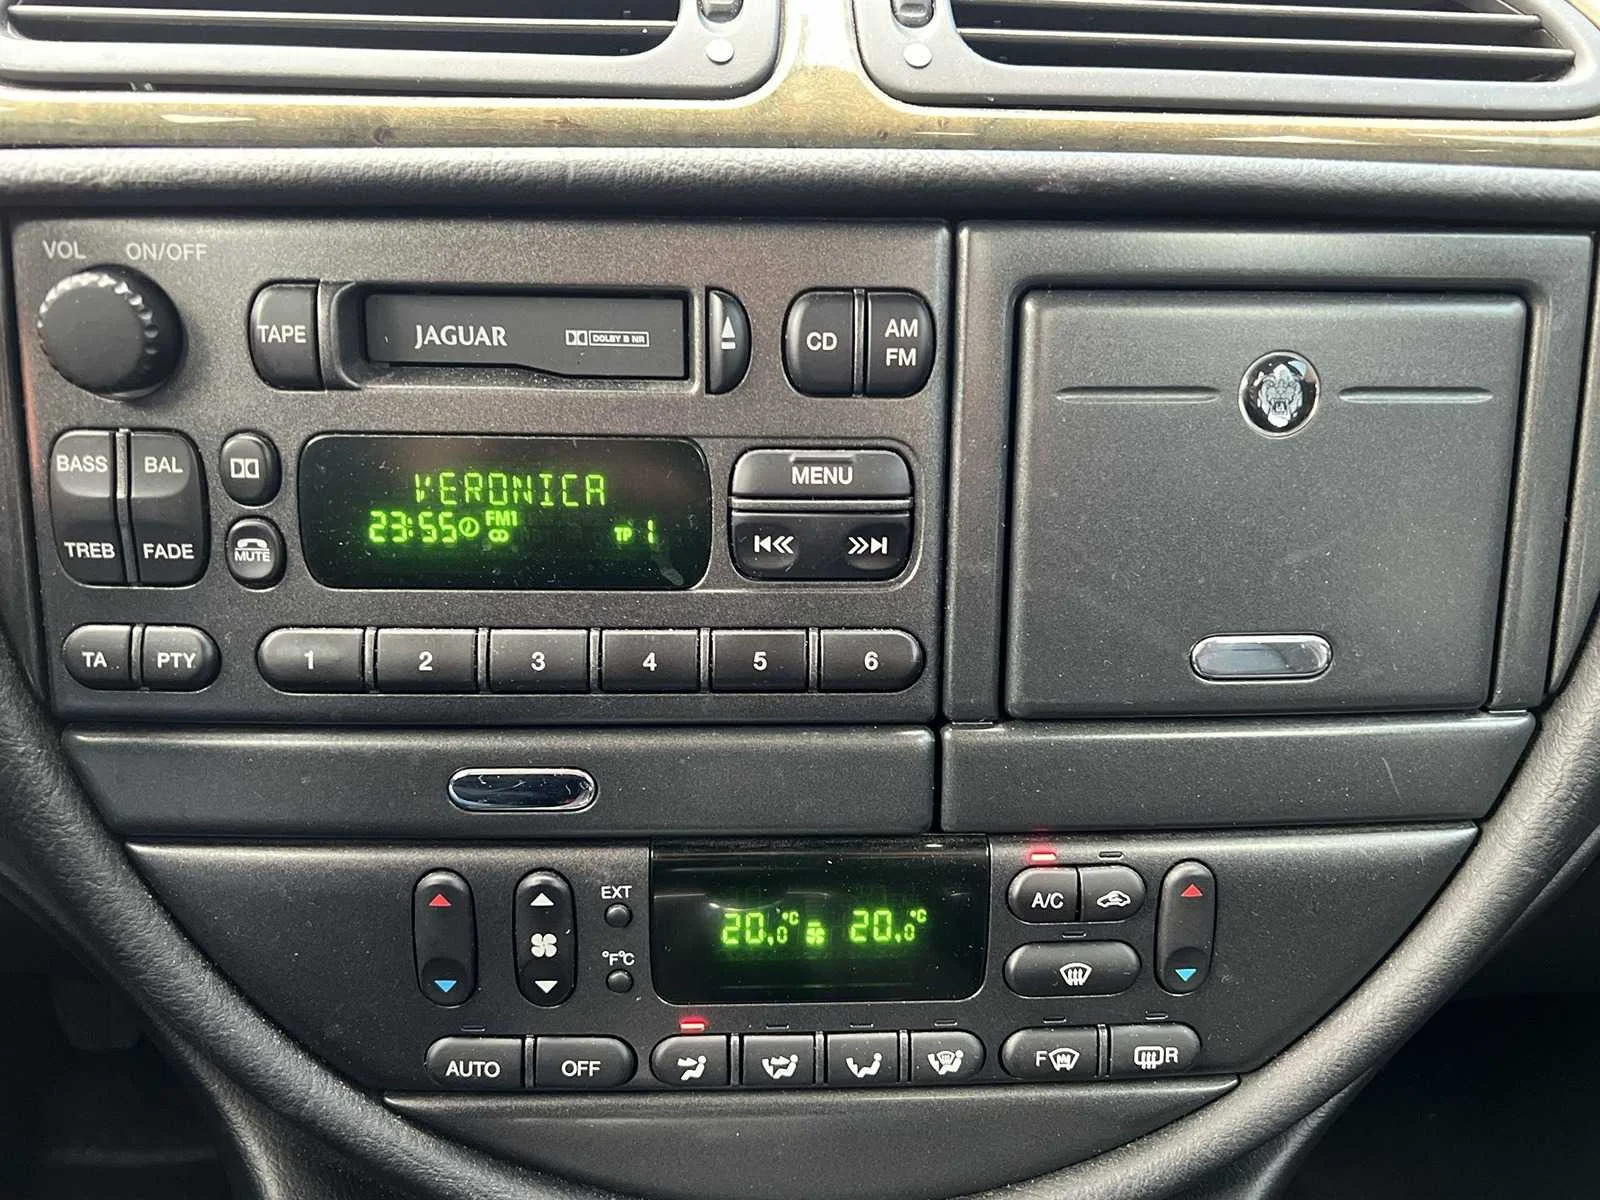 VOL ON/OFF
TAPE
JAGUAR
DOLBY B NR
CD
AM
FM
BASS
BAL
TREB
FADE
MUTE
VERONICA
23:55 FM1
TP 1
MENU
TA
PTY
1
2
3
4
5
6
EXT
°F°C
20.0°C
20.0°C
A/C
AUTO
OFF
F
R